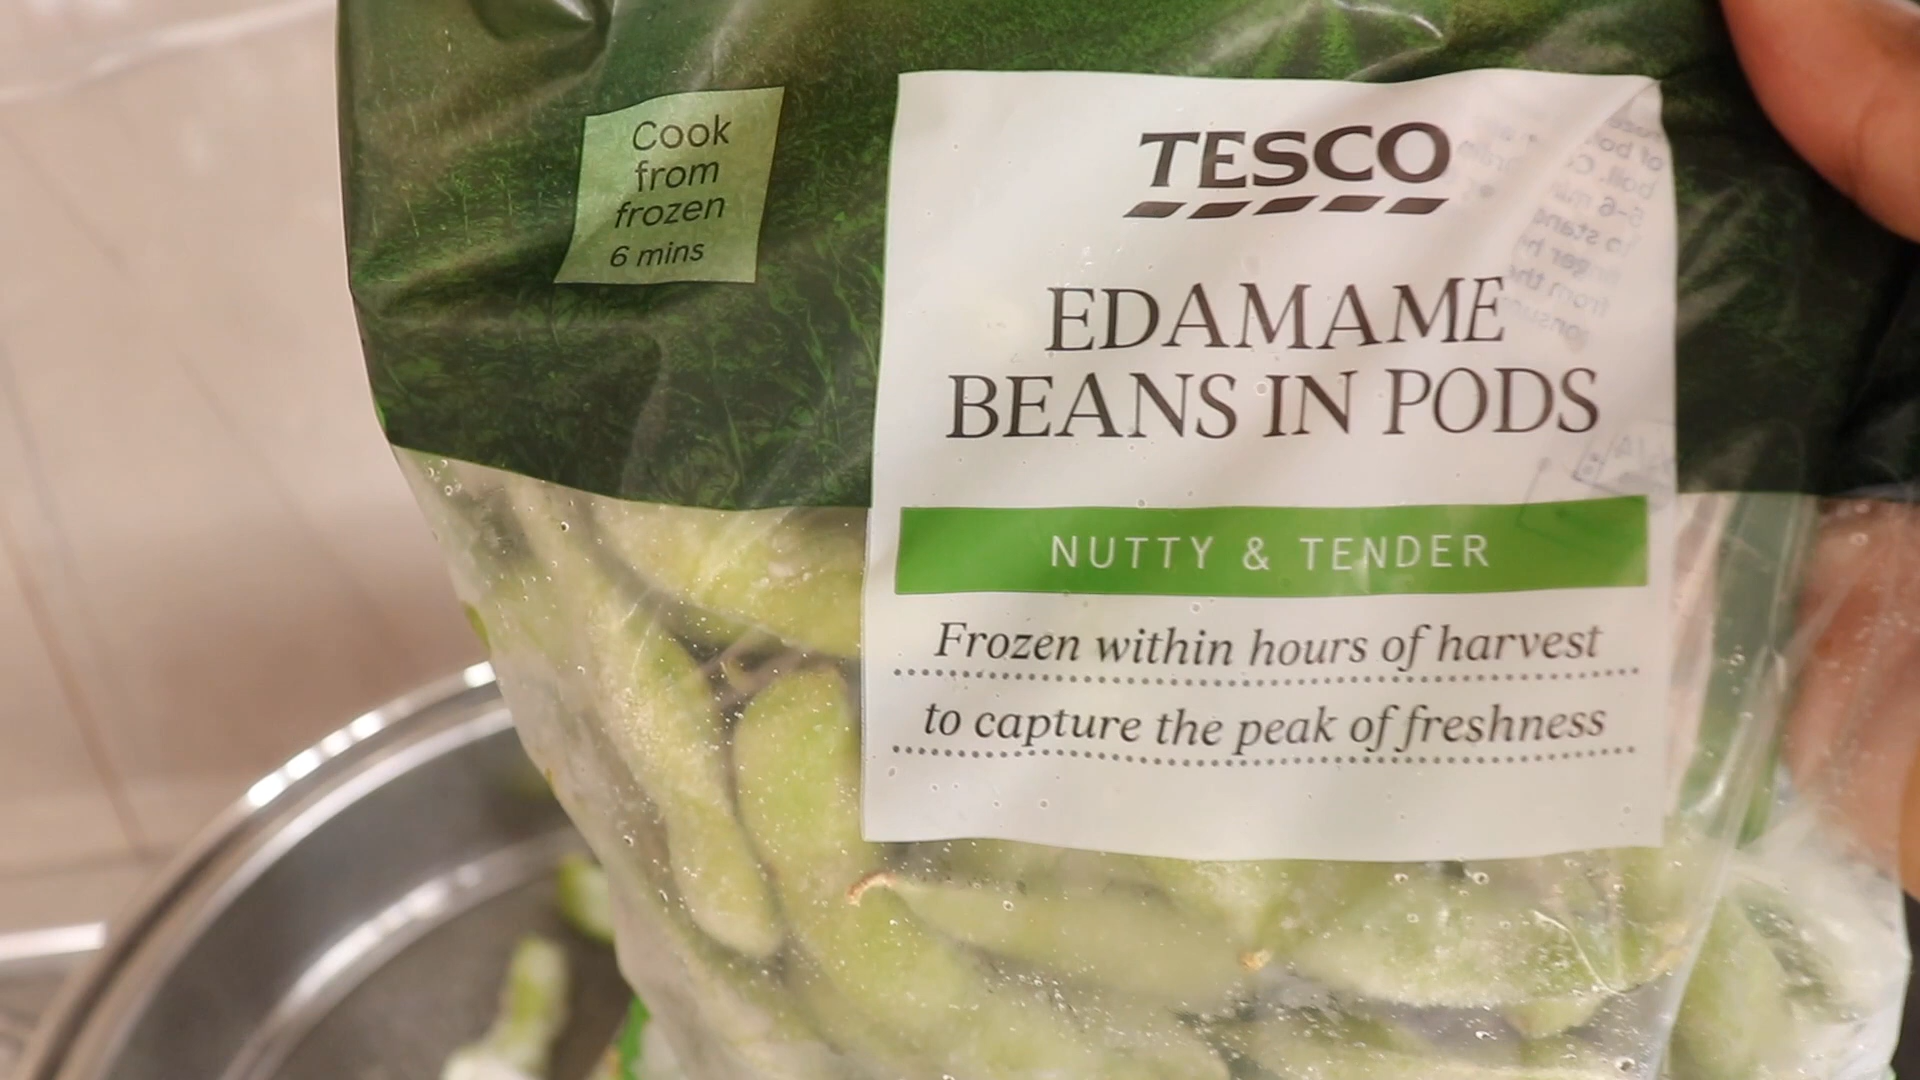 Cook
from
frozen
6 mins
TESCO
EDAMAME
BEANS IN PODS
NUTTY & TENDER
Frozen within hours of harvest
to capture the peak of freshness